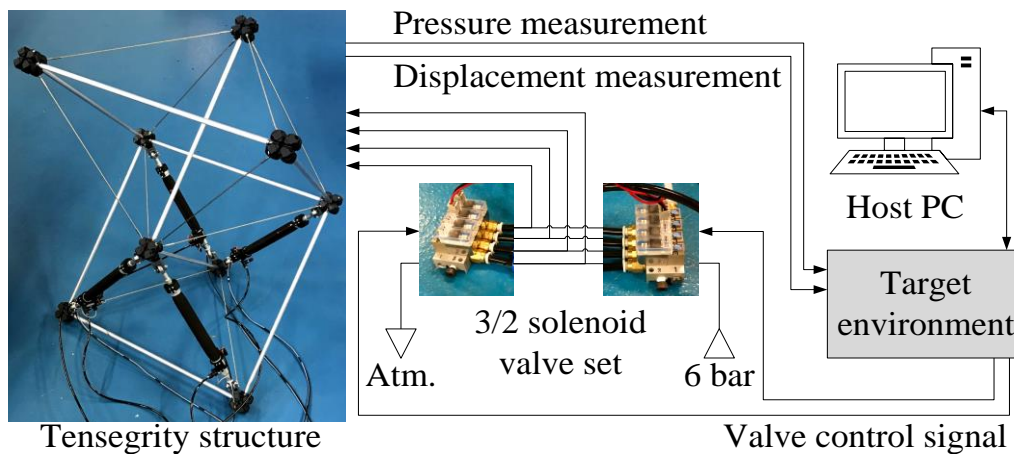 Pressure measurement
Displacement measurement
Host PC
Target
environment
3/2 solenoid
valve set
Atm.
6 bar
Tensegrity structure
Valve control signal